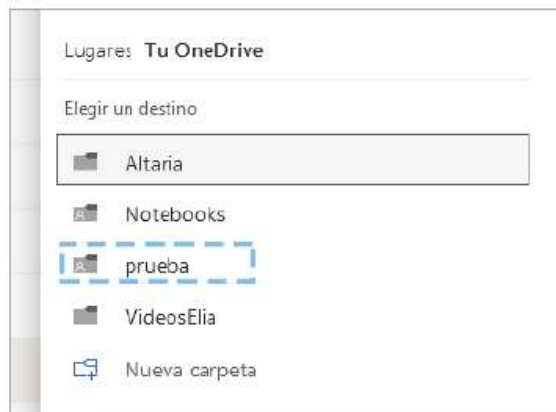 Lugares Tu OneDrive
Elegir un destino
Altaria
Notebooks
prueba
VideosElia
Nueva carpeta